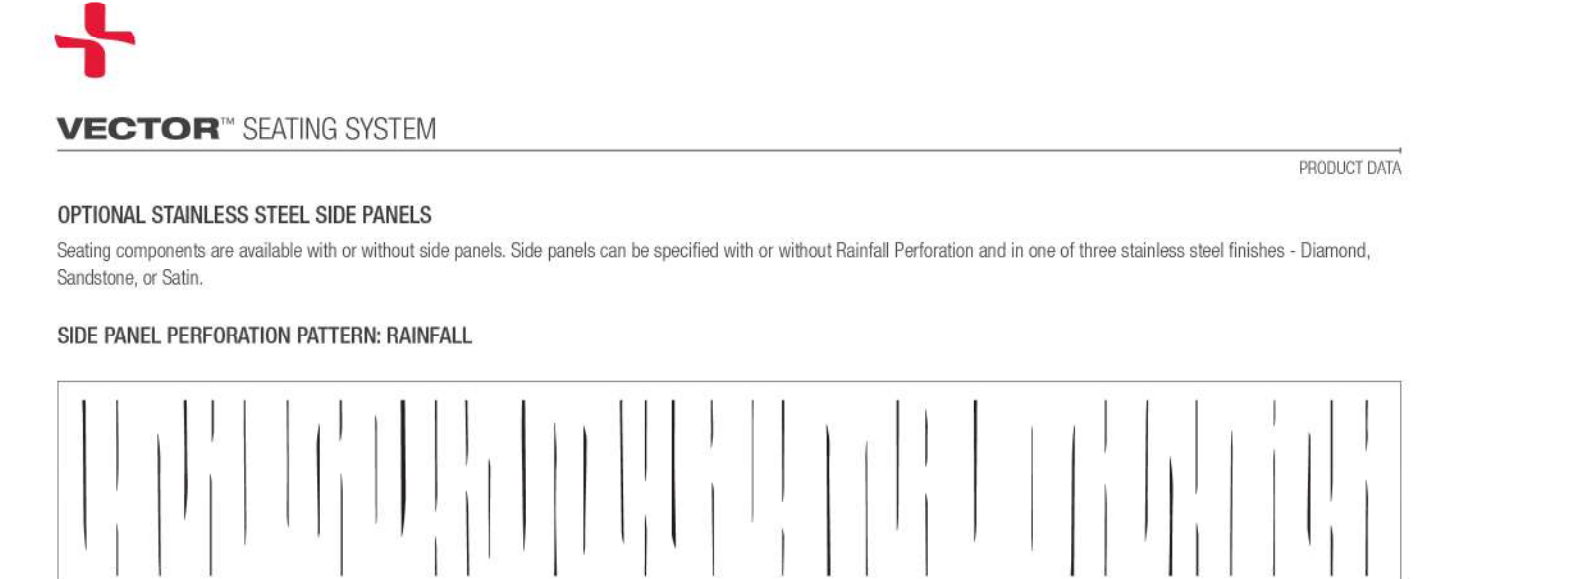 VECTOR™ SEATING SYSTEM
PRODUCT DATA
OPTIONAL STAINLESS STEEL SIDE PANELS
Seating components are available with or without side panels. Side panels can be specified with or without Rainfall Perforation and in one of three stainless steel finishes - Diamond,
Sandstone, or Satin.
SIDE PANEL PERFORATION PATTERN: RAINFALL